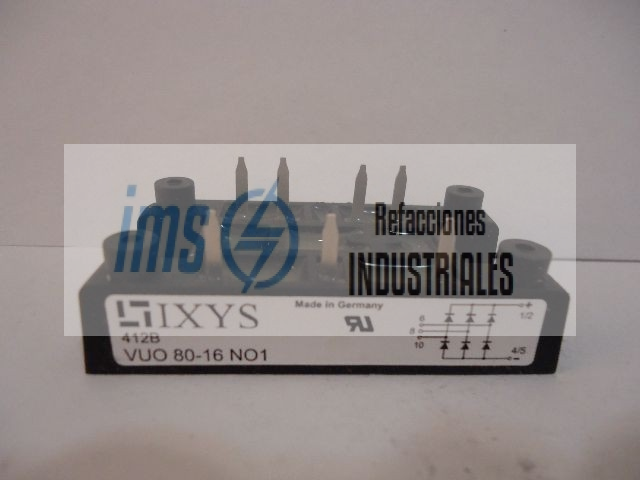 ims
Refacciones
INDUSTRIALES
IXYS
Made in Germany
412B
VUO 80-16 NO1
6
8
10
+
1/2
4/5
-